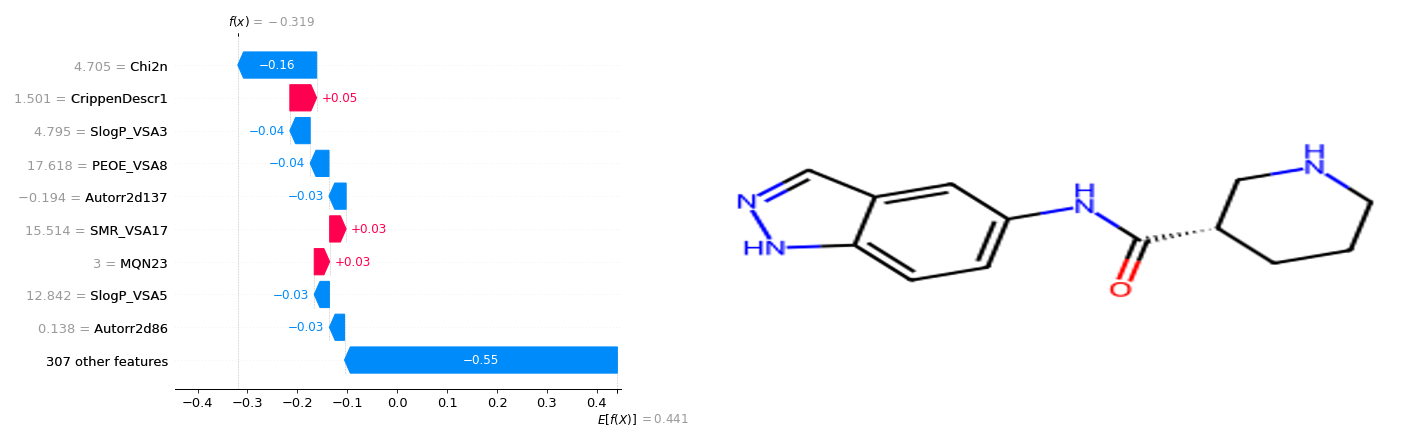 f(x) = −0.319
4.705 = Chi2n
−0.16
1.501 = CrippenDescr1
+0.05
4.795 = SlogP_VSA3
−0.04
17.618 = PEOE_VSA8
−0.04
−0.194 = Autorr2d137
−0.03
15.514 = SMR_VSA17
+0.03
3 = MQN23
+0.03
12.842 = SlogP_VSA5
−0.03
0.138 = Autorr2d86
−0.03
307 other features
−0.55
−0.4 −0.3 −0.2 −0.1 0.0 0.1 0.2 0.3 0.4
E[f(X)] = 0.441
H
N
H
N
N
HN
O